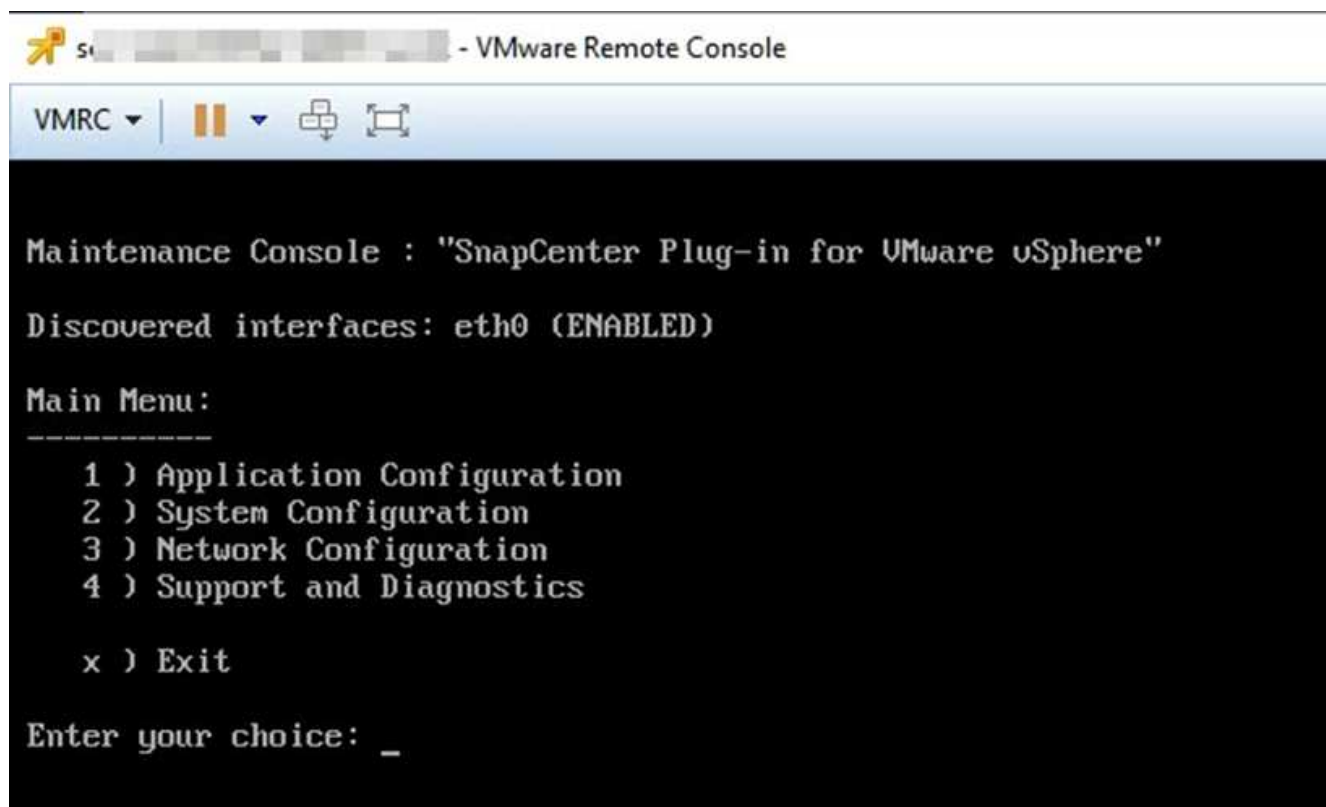 - VMware Remote Console
VMRC
Maintenance Console : "SnapCenter Plug-in for VMware vSphere"
Discovered interfaces: eth0 (ENABLED)
Main Menu:
----------
1 ) Application Configuration
2 ) System Configuration
3 ) Network Configuration
4 ) Support and Diagnostics
x ) Exit
Enter your choice: _